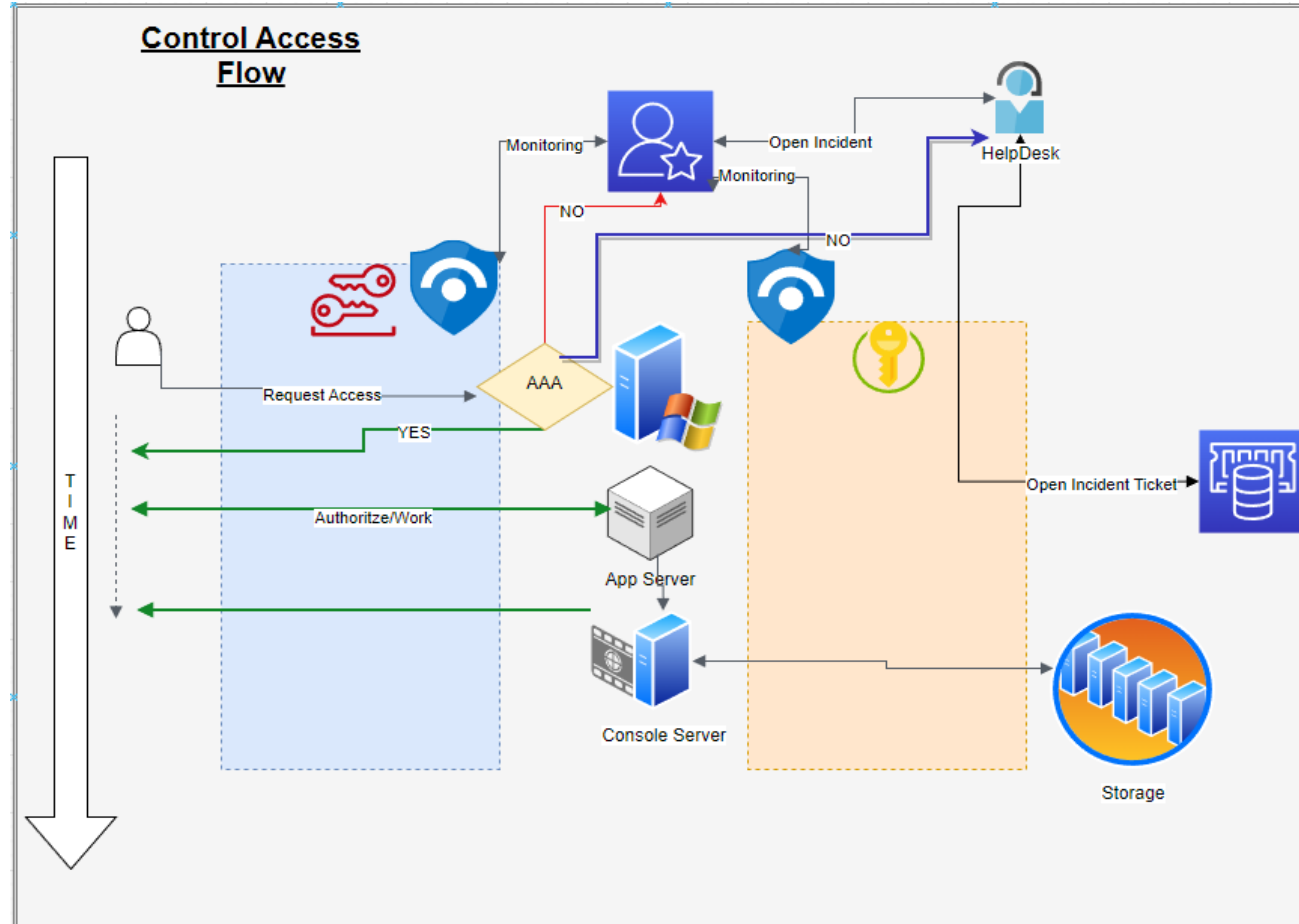 Control Access
Flow
Monitoring
Open Incident
HelpDesk
Monitoring
NO
NO
AAA
Request Access
YES
T
I
M
E
Open Incident Ticket
Authoritze/Work
App Server
Console Server
Storage